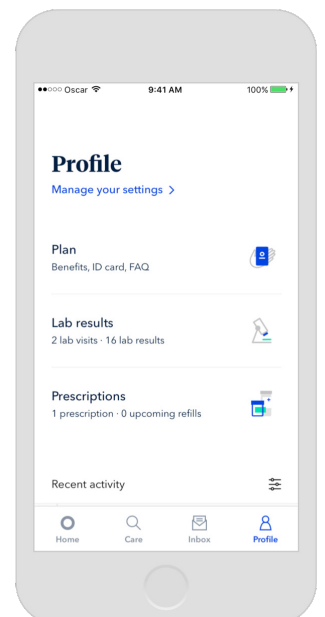 Oscar 9:41 AM 100%
Profile
Manage your settings >
Plan
Benefits, ID card, FAQ
Lab results
2 lab visits · 16 lab results
Prescriptions
1 prescription · 0 upcoming refills
Recent activity
Home Care Inbox Profile